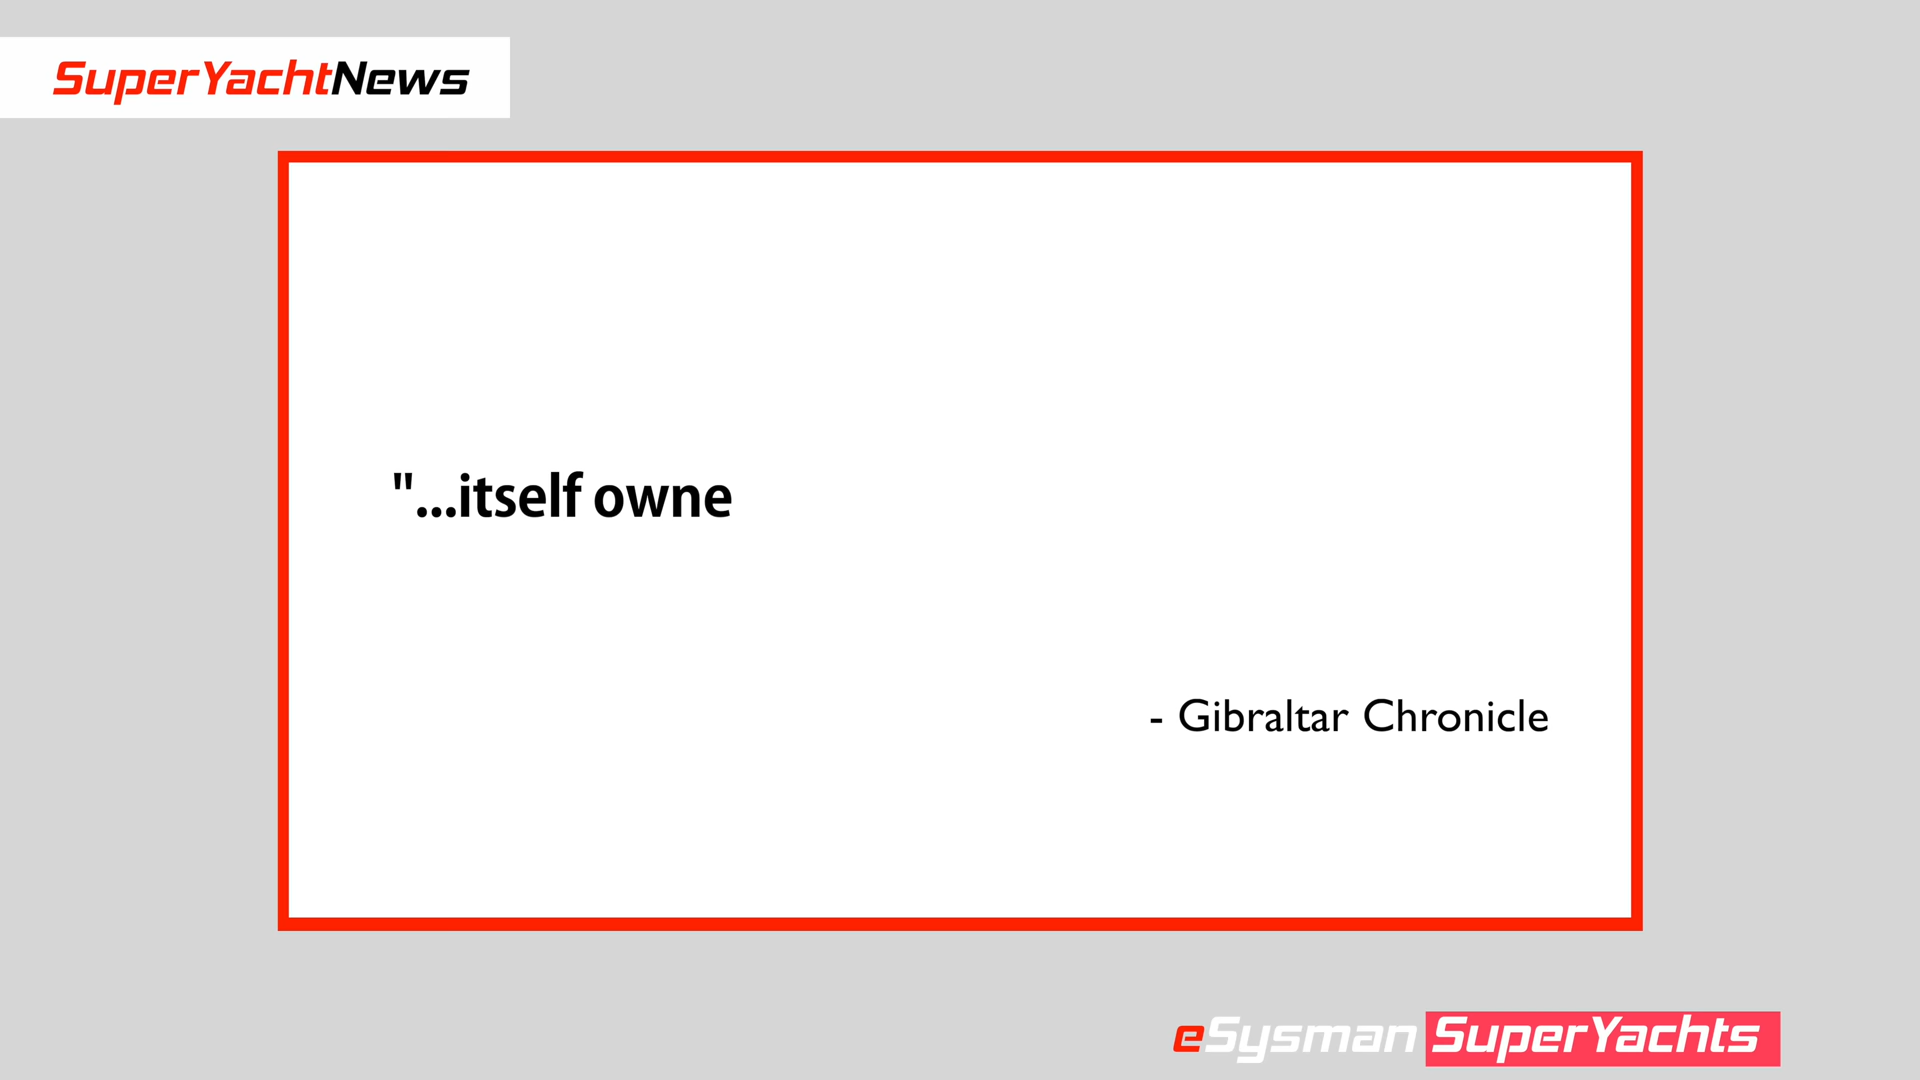 SuperYachtNews
"...itself owne
- Gibraltar Chronicle
eSysman SuperYachts